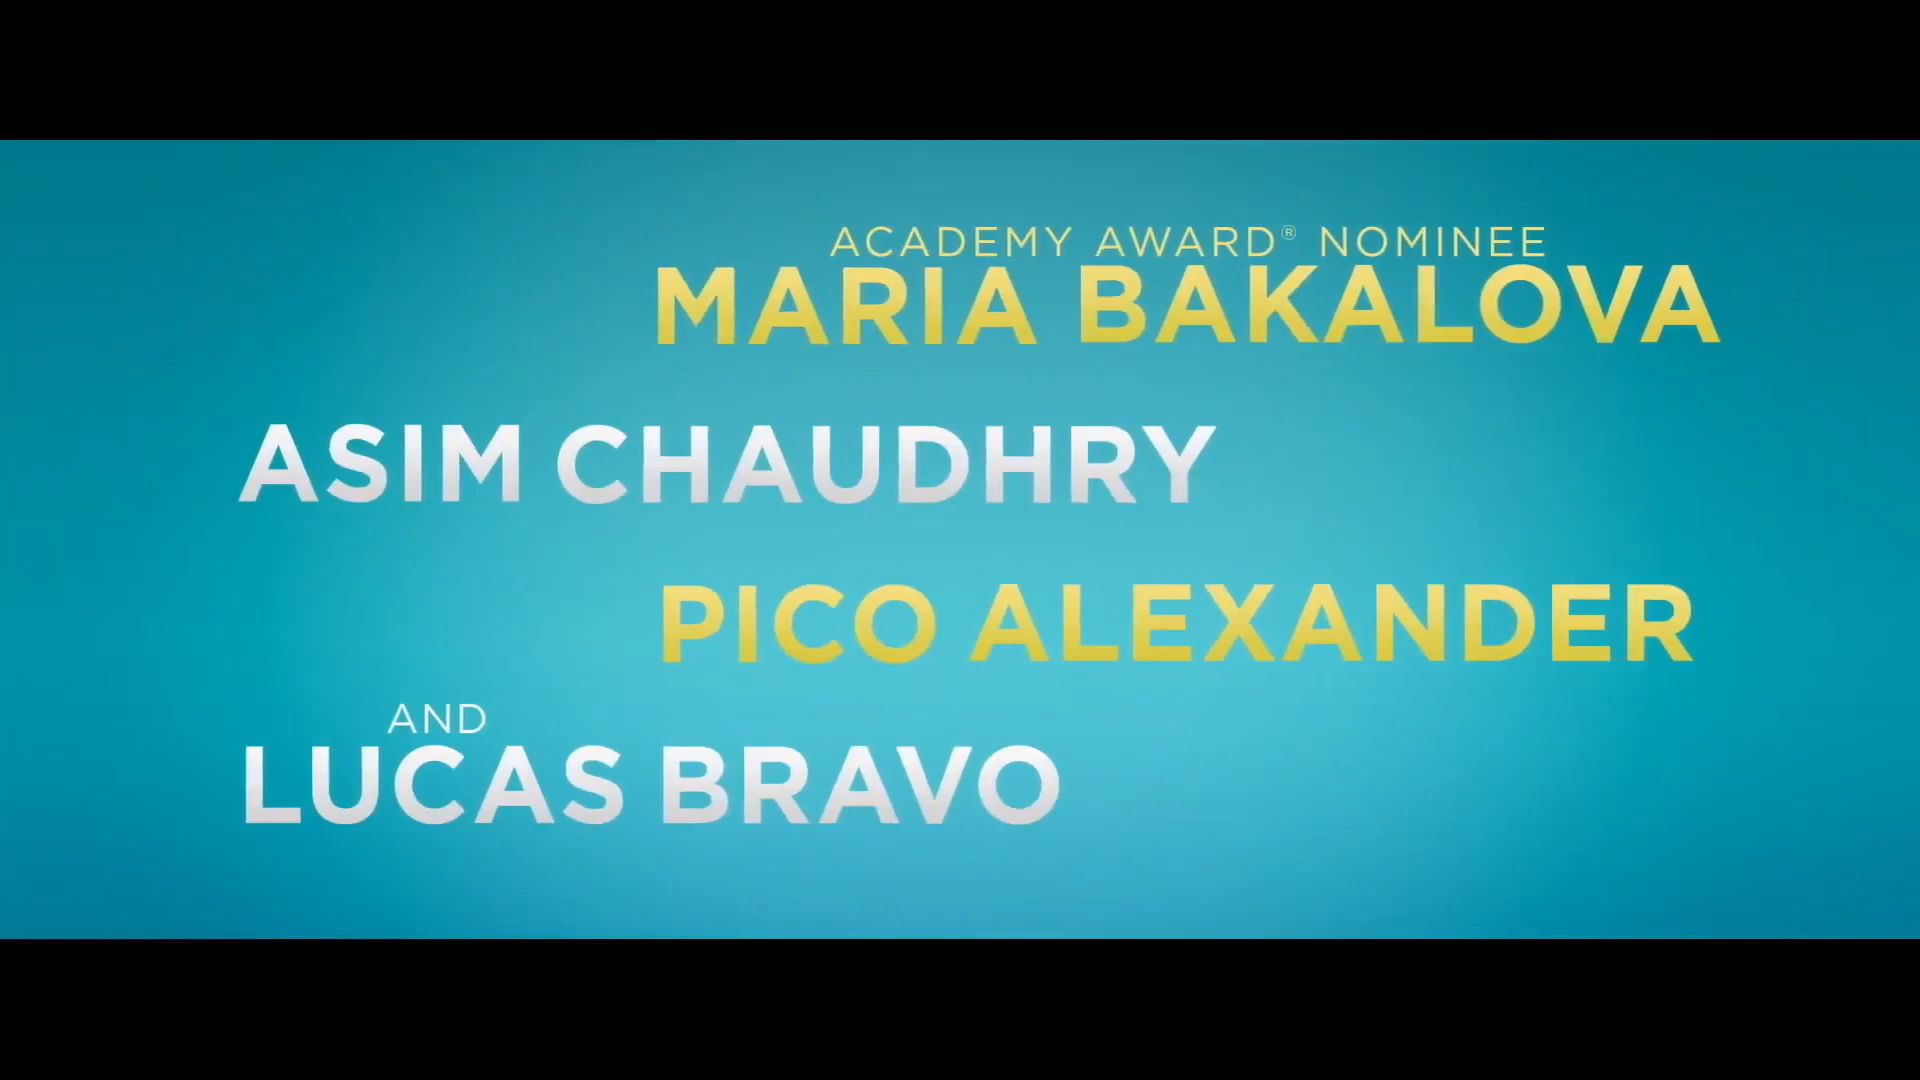 ACADEMY AWARD® NOMINEE
MARIA BAKALOVA
ASIM CHAUDHRY
PICO ALEXANDER
AND
LUCAS BRAVO